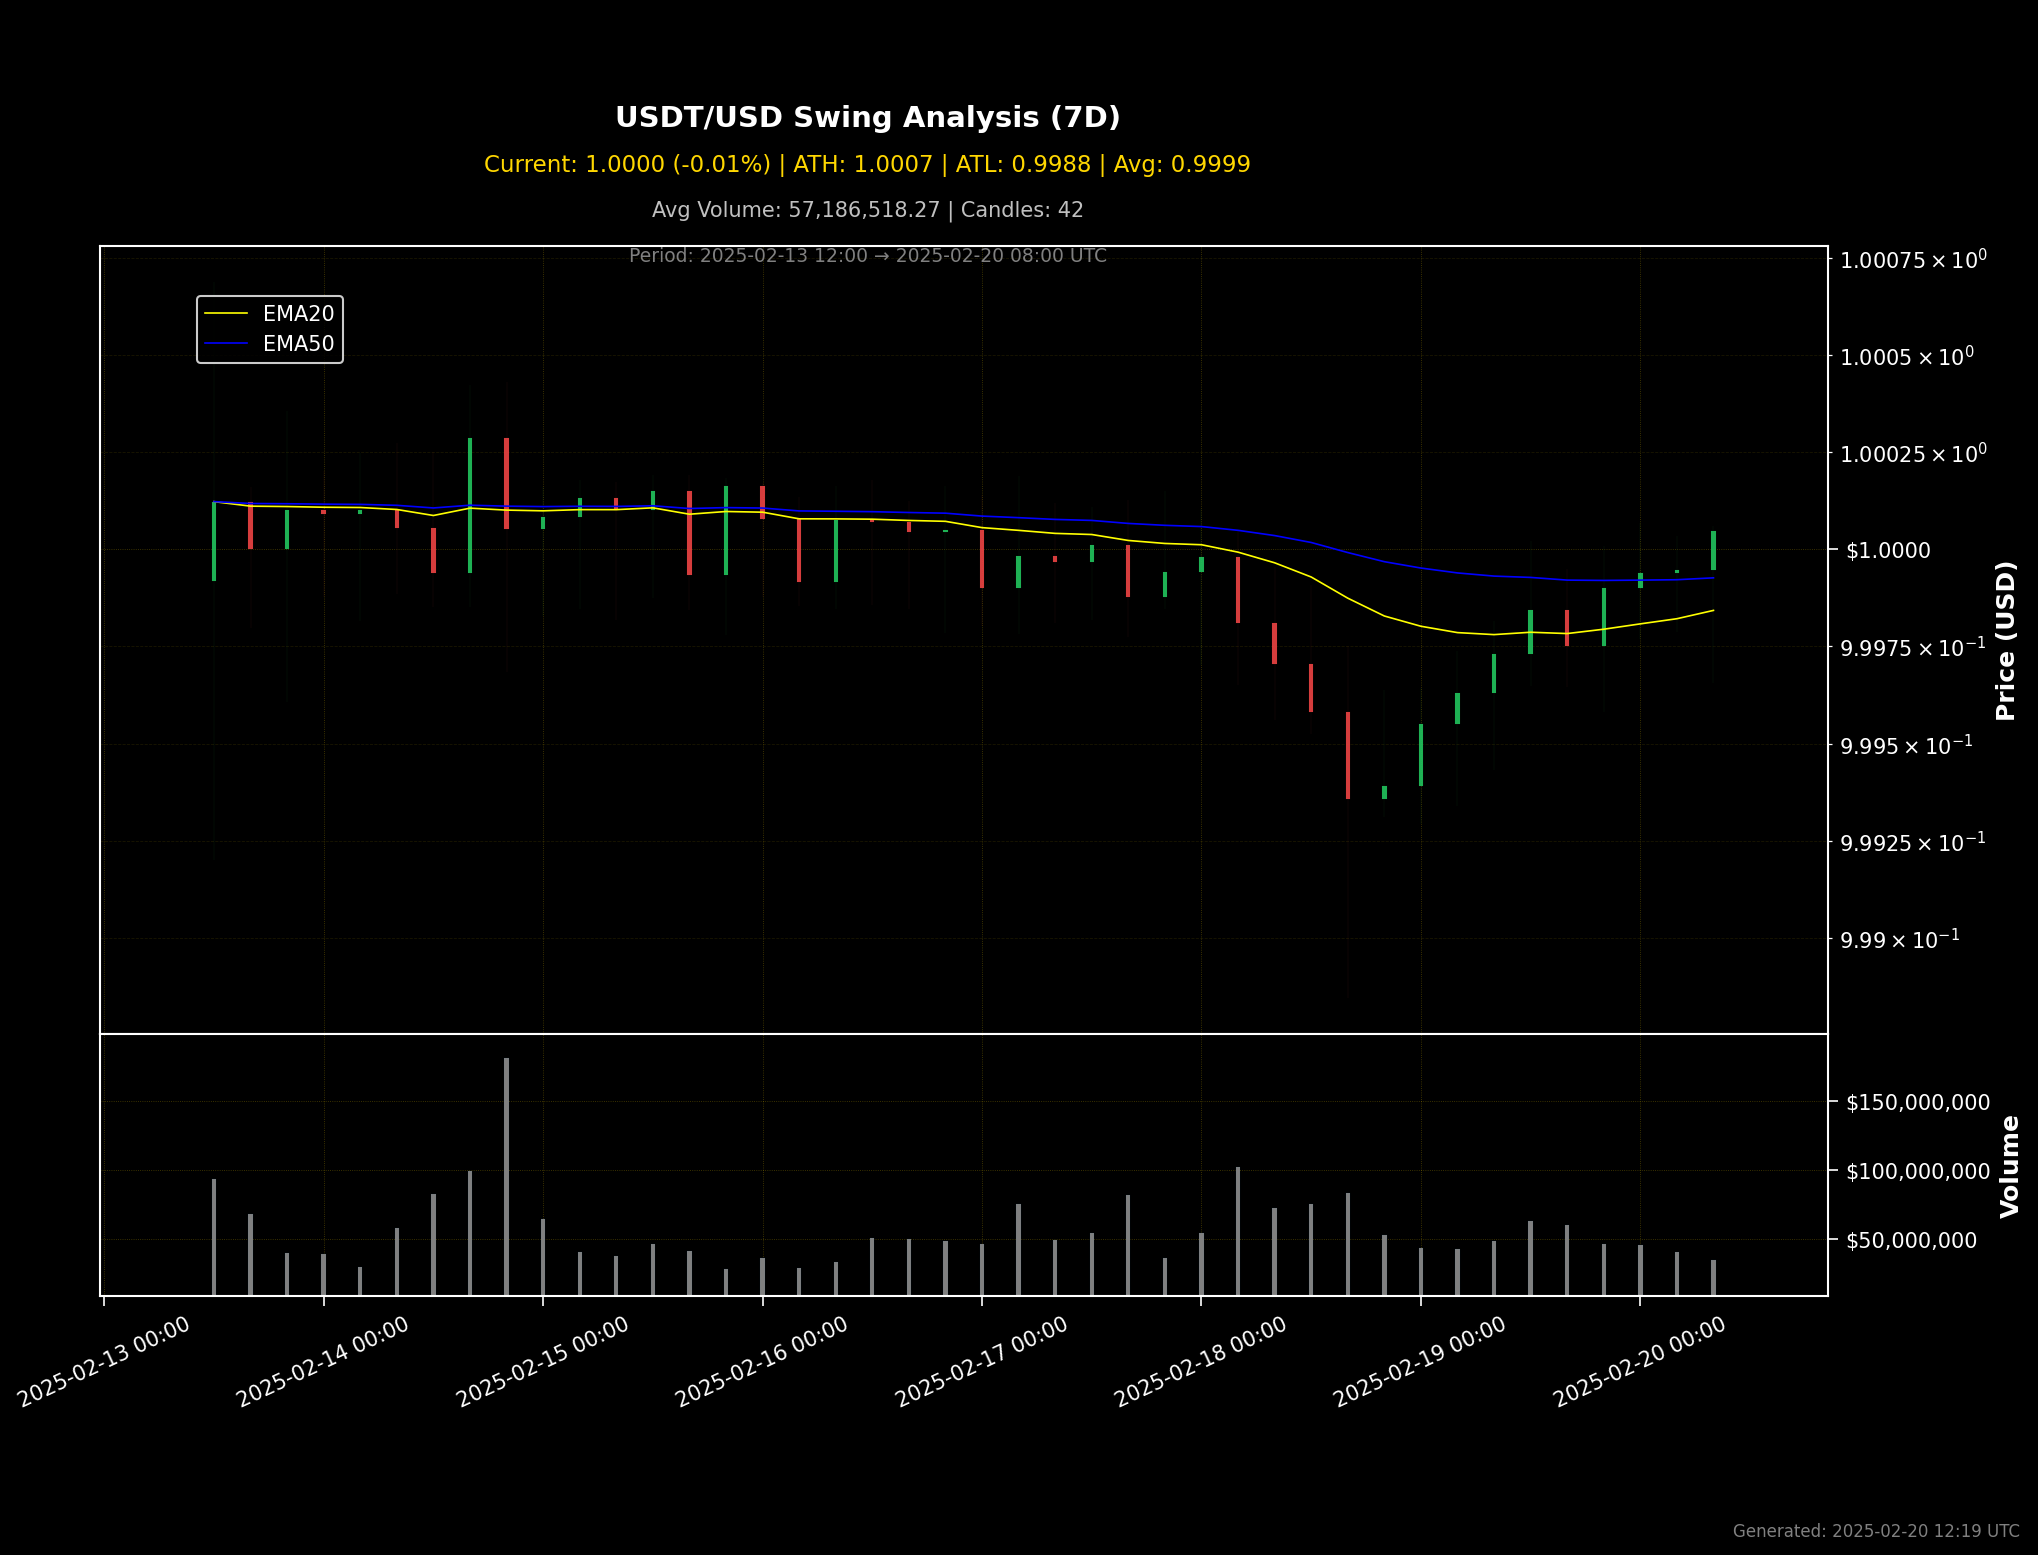 USDT/USD Swing Analysis (7D)
Current: 1.0000 (-0.01%) | ATH: 1.0007 | ATL: 0.9988 | Avg: 0.9999
Avg Volume: 57,186,518.27 | Candles: 42
Period: 2025-02-13 12:00 → 2025-02-20 08:00 UTC
EMA20
EMA50
1.00075 × 10⁰
1.0005 × 10⁰
1.00025 × 10⁰
$1.0000
9.9975 × 10⁻¹
9.995 × 10⁻¹
9.9925 × 10⁻¹
9.99 × 10⁻¹
Price (USD)
$150,000,000
$100,000,000
$50,000,000
Volume
2025-02-13 00:00
2025-02-14 00:00
2025-02-15 00:00
2025-02-16 00:00
2025-02-17 00:00
2025-02-18 00:00
2025-02-19 00:00
2025-02-20 00:00
Generated: 2025-02-20 12:19 UTC